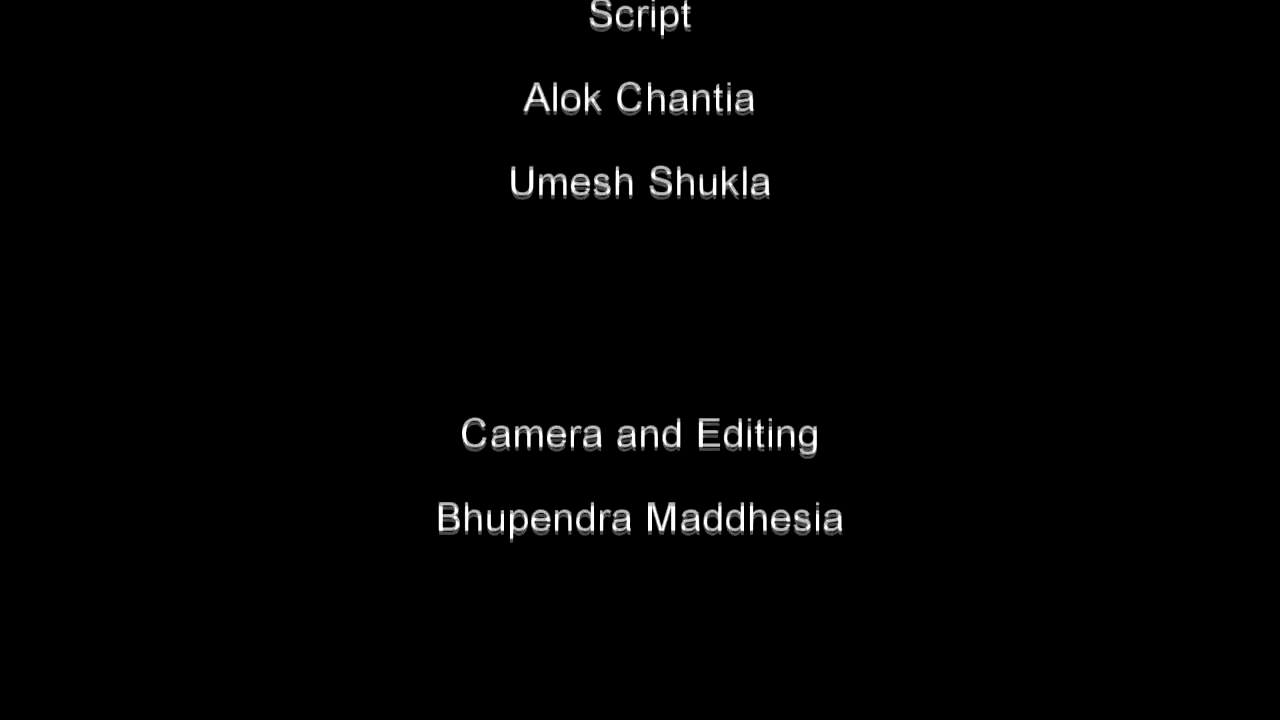 Script
Alok Chantia
Umesh Shukla
Camera and Editing
Bhupendra Maddhesia